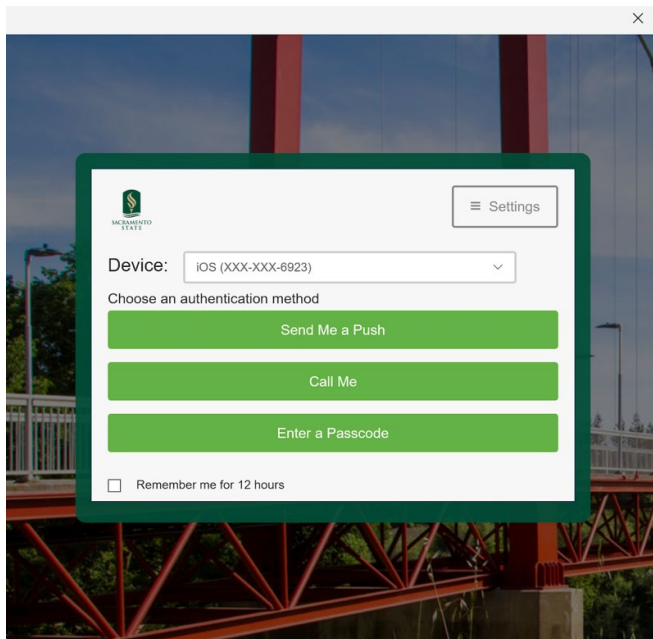 SACRAMENTO
STATE
≡ Settings
Device:
iOS (XXX-XXX-6923)
Choose an authentication method
Send Me a Push
Call Me
Enter a Passcode
Remember me for 12 hours